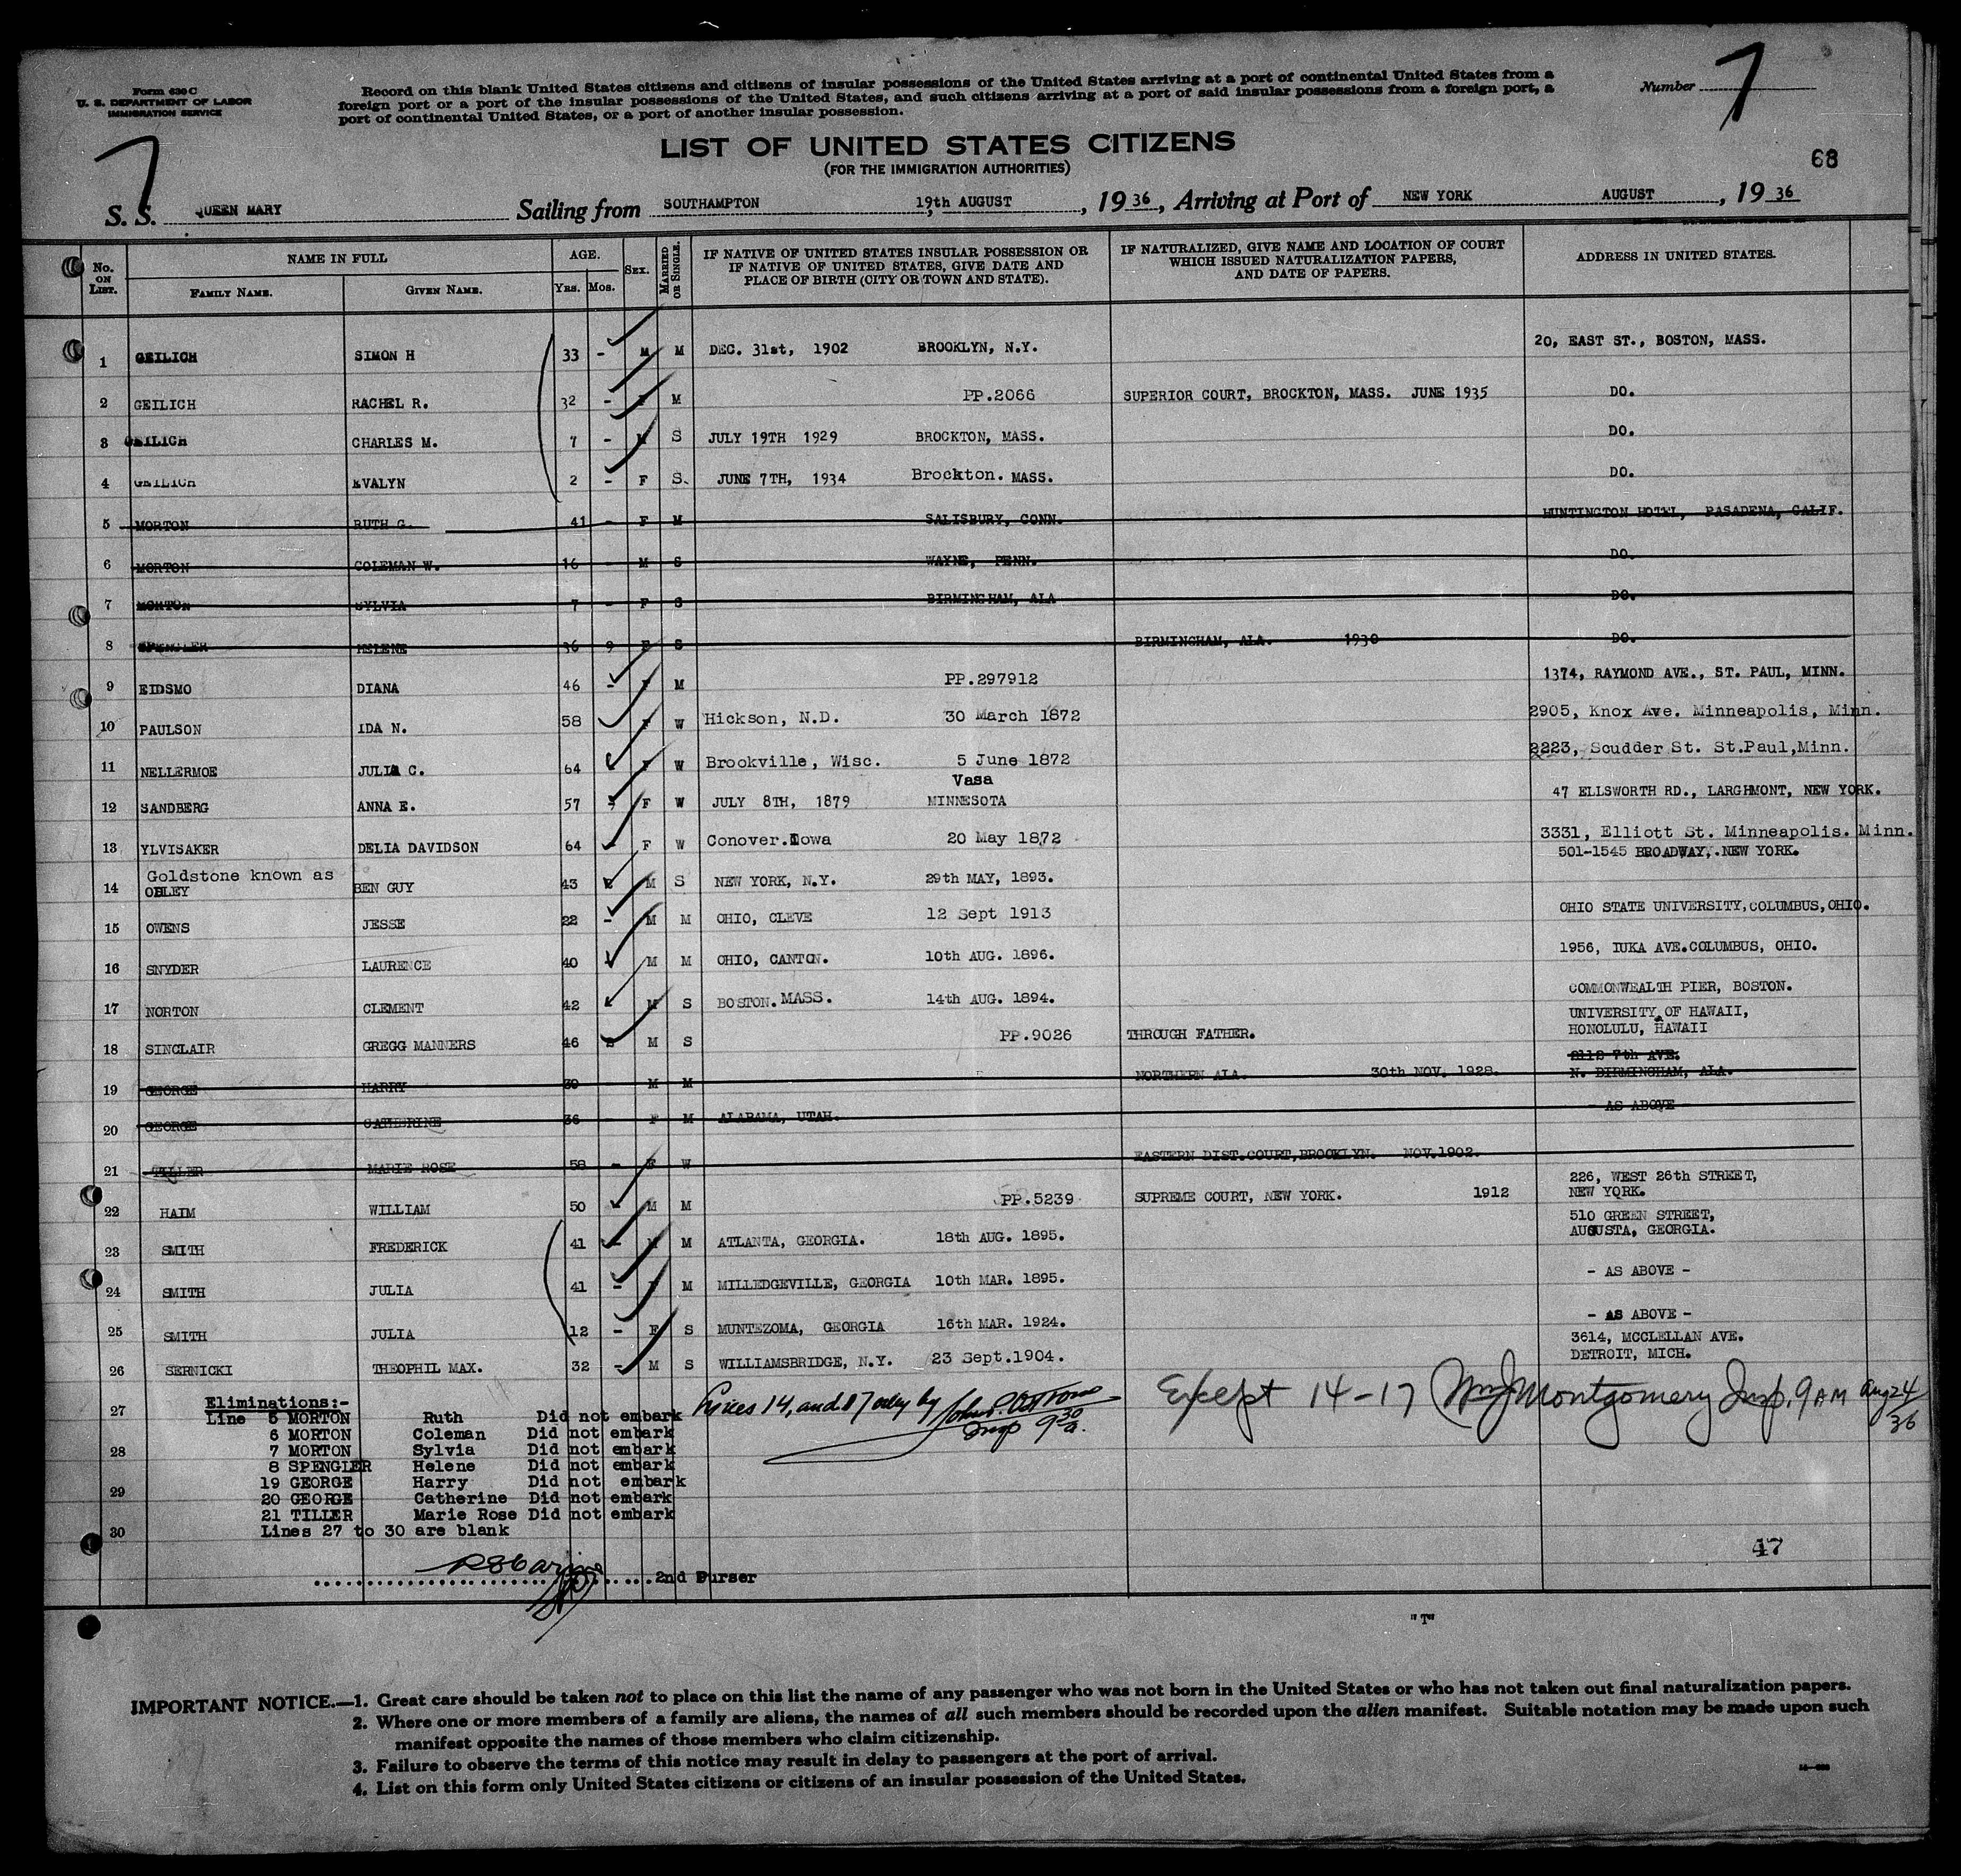 Form 630 C
U. S. DEPARTMENT OF LABOR
IMMIGRATION SERVICE
Record on this blank United States citizens and citizens of insular possessions of the United States arriving at a port of continental United States from a
foreign port or a port of the insular possessions of the United States, and such citizens arriving at a port of said insular possessions from a foreign port, a
port of continental United States, or a port of another insular possession.
Number 7
7
LIST OF UNITED STATES CITIZENS
(FOR THE IMMIGRATION AUTHORITIES)
68
S. S. QUEEN MARY Sailing from SOUTHAMPTON 19th AUGUST, 1936, Arriving at Port of NEW YORK AUGUST, 1936
No. ON LIST. NAME IN FULL FAMILY NAME. GIVEN NAME. AGE. YRS. MOS. SEX. MARRIED OR SINGLE. IF NATIVE OF UNITED STATES INSULAR POSSESSION OR IF NATIVE OF UNITED STATES, GIVE DATE AND PLACE OF BIRTH (CITY OR TOWN AND STATE). IF NATURALIZED, GIVE NAME AND LOCATION OF COURT WHICH ISSUED NATURALIZATION PAPERS, AND DATE OF PAPERS. ADDRESS IN UNITED STATES.
1 GEILICH SIMON H 33 - M M DEC. 31st, 1902 BROOKLYN, N.Y. 20, EAST ST., BOSTON, MASS.
2 GEILICH RACHEL R. 32 - F M PP.2066 SUPERIOR COURT, BROCKTON, MASS. JUNE 1935 DO.
3 GEILICH CHARLES M. 7 - M S JULY 19TH 1929 BROCKTON, MASS. DO.
4 GEILICH EVALYN 2 - F S. JUNE 7TH, 1934 Brockton. MASS. DO.
5 MORTON RUTH G. 41 - F M SALISBURY, CONN. HUNTINGTON HOTEL, PASADENA, CALIF.
6 MORTON COLEMAN W. 16 - M S WAYNE, PENN. DO.
7 MORTON SYLVIA 7 - F S BIRMINGHAM, ALA DO.
8 SPENGLER HELENE 36 9 F S BIRMINGHAM, ALA. 1930 DO.
9 EIDSMO DIANA 46 - F M PP.297912 1374, RAYMOND AVE., ST. PAUL, MINN.
10 PAULSON IDA N. 58 F W Hickson, N.D. 30 March 1872 2905, Knox Ave. Minneapolis, Minn.
11 NELLERMOE JULIA C. 64 F W Brookville, Wisc. 5 June 1872 2223, Scudder St. St.Paul,Minn.
12 SANDBERG ANNA E. 57 F W JULY 8TH, 1879 Vasa MINNESOTA 47 ELLSWORTH RD., LARGHMONT, NEW YORK.
13 YLVISAKER DELIA DAVIDSON 64 F W Conover.Iowa 20 May 1872 3331, Elliott St. Minneapolis. Minn.
14 Goldstone known as OBLEY BEN GUY 43 M S NEW YORK, N.Y. 29th MAY, 1893. 501-1545 BROADWAY, NEW YORK.
15 OWENS JESSE 22 - M M OHIO, CLEVE 12 Sept 1913 OHIO STATE UNIVERSITY,COLUMBUS,OHIO.
16 SNYDER LAURENCE 40 M M OHIO, CANTON. 10th AUG. 1896. 1956, IUKA AVE.COLUMBUS, OHIO.
17 NORTON CLEMENT 42 M S BOSTON. MASS. 14th AUG. 1894. COMMONWEALTH PIER, BOSTON.
18 SINCLAIR GREGG MANNERS 46 M S PP.9026 THROUGH FATHER. UNIVERSITY OF HAWAII, HONOLULU, HAWAII
19 GEORGE HARRY 39 M M NORTHERN ALA. 30th NOV. 1928. 2112 7th AVE. N. BIRMINGHAM, ALA.
20 GEORGE CATHERINE 36 F M ALABAMA, UTAH. - AS ABOVE -
21 TILLER MARIE ROSE 58 - F W EASTERN DIST.COURT,BROOKLYN. NOV.1902.
22 HAIM WILLIAM 50 M M PP.5239 SUPREME COURT, NEW YORK. 1912 226, WEST 26th STREET, NEW YORK.
23 SMITH FREDERICK 41 - M M ATLANTA, GEORGIA. 18th AUG. 1895. 510 GREEN STREET, AUGUSTA, GEORGIA.
24 SMITH JULIA 41 - F M MILLEDGEVILLE, GEORGIA 10th MAR. 1895. - AS ABOVE -
25 SMITH JULIA 12 - F S MUNTEZOMA, GEORGIA 16th MAR. 1924. - AS ABOVE -
26 SERNICKI THEOPHIL MAX. 32 - M S WILLIAMSBRIDGE, N.Y. 23 Sept.1904. 3614, MCCLELLAN AVE. DETROIT, MICH.
27 28 29 30
Eliminations:-
Line 5 MORTON Ruth Did not embark
6 MORTON Coleman Did not embark
7 MORTON Sylvia Did not embark
8 SPENGLER Helene Did not embark
19 GEORGE Harry Did not embark
20 GEORGE Catherine Did not embark
21 TILLER Marie Rose Did not embark
Lines 27 to 30 are blank
2nd Purser
Lines 14, and 17 only by John P. Insp 9 30 a.
Except 14-17 Wm J Montgomery Insp. 9 AM Aug 24/36
47
"T"
IMPORTANT NOTICE.—1. Great care should be taken not to place on this list the name of any passenger who was not born in the United States or who has not taken out final naturalization papers.
2. Where one or more members of a family are aliens, the names of all such members should be recorded upon the alien manifest. Suitable notation may be made upon such
manifest opposite the names of those members who claim citizenship.
3. Failure to observe the terms of this notice may result in delay to passengers at the port of arrival.
4. List on this form only United States citizens or citizens of an insular possession of the United States.